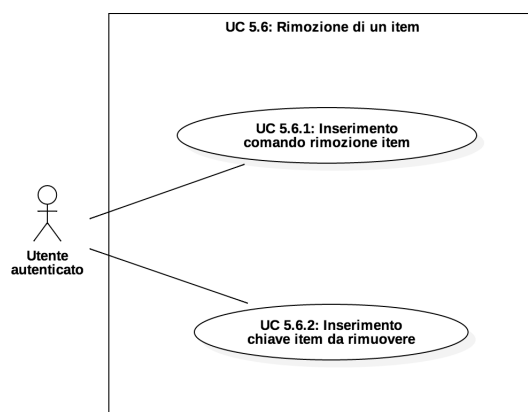 UC 5.6: Rimozione di un item
UC 5.6.1: Inserimento
comando rimozione item
Utente
autenticato
UC 5.6.2: Inserimento
chiave item da rimuovere